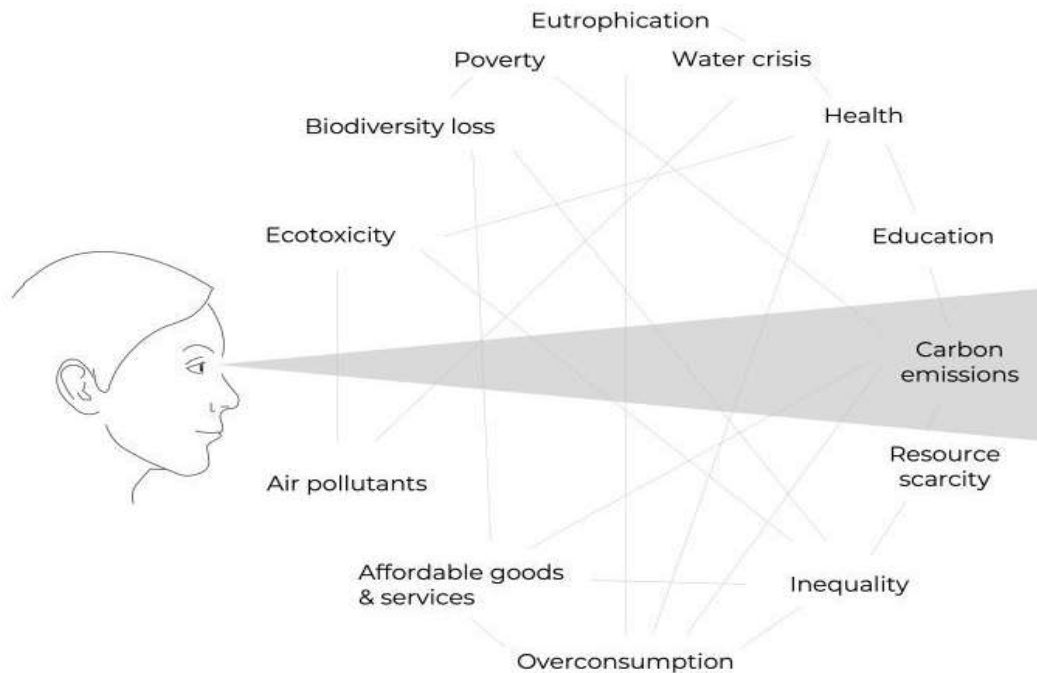 Eutrophication
Poverty
Water crisis
Health
Biodiversity loss
Ecotoxicity
Education
Carbon
emissions
Resource
scarcity
Air pollutants
Affordable goods
& services
Inequality
Overconsumption